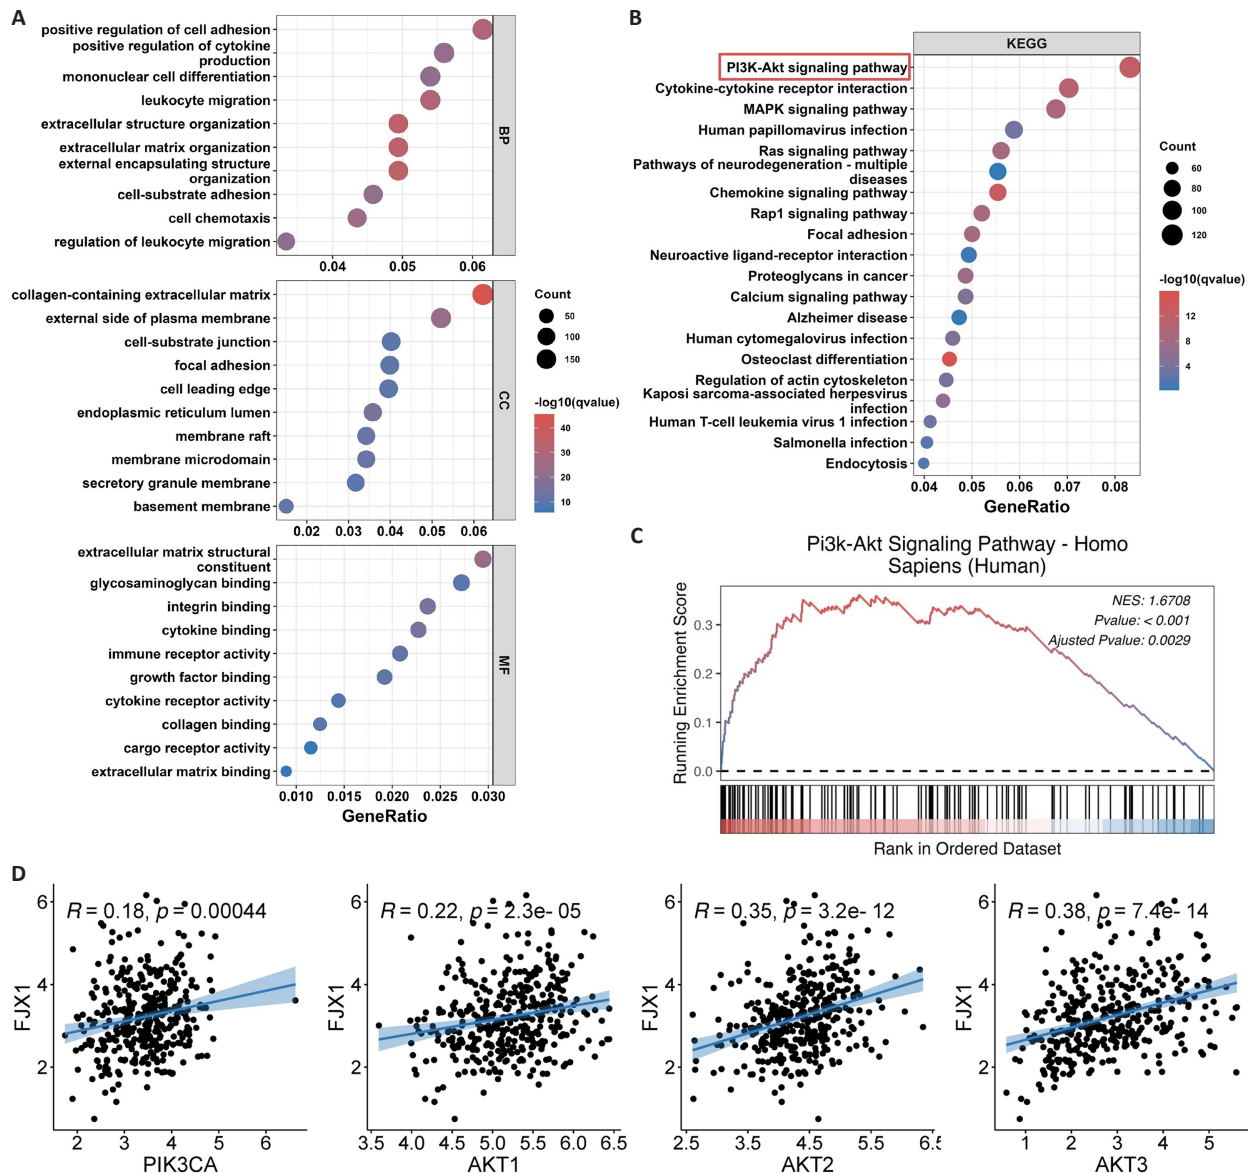 A
positive regulation of cell adhesion
positive regulation of cytokine
production
mononuclear cell differentiation
leukocyte migration
extracellular structure organization
extracellular matrix organization
external encapsulating structure
organization
cell-substrate adhesion
cell chemotaxis
regulation of leukocyte migration
BP
0.04 0.05 0.06
collagen-containing extracellular matrix
external side of plasma membrane
cell-substrate junction
focal adhesion
cell leading edge
endoplasmic reticulum lumen
membrane raft
membrane microdomain
secretory granule membrane
basement membrane
CC
0.02 0.03 0.04 0.05 0.06
extracellular matrix structural
constituent
glycosaminoglycan binding
integrin binding
cytokine binding
immune receptor activity
growth factor binding
cytokine receptor activity
collagen binding
cargo receptor activity
extracellular matrix binding
MF
0.010 0.015 0.020 0.025 0.030
GeneRatio
Count
50
100
150
-log10(qvalue)
40
30
20
10
B
KEGG
PI3K-Akt signaling pathway
Cytokine-cytokine receptor interaction
MAPK signaling pathway
Human papillomavirus infection
Ras signaling pathway
Pathways of neurodegeneration - multiple
diseases
Chemokine signaling pathway
Rap1 signaling pathway
Focal adhesion
Neuroactive ligand-receptor interaction
Proteoglycans in cancer
Calcium signaling pathway
Alzheimer disease
Human cytomegalovirus infection
Osteoclast differentiation
Regulation of actin cytoskeleton
Kaposi sarcoma-associated herpesvirus
infection
Human T-cell leukemia virus 1 infection
Salmonella infection
Endocytosis
0.04 0.05 0.06 0.07 0.08
GeneRatio
Count
60
80
100
120
-log10(qvalue)
12
8
4
C
Pi3k-Akt Signaling Pathway - Homo
Sapiens (Human)
NES: 1.6708
Pvalue: < 0.001
Ajusted Pvalue: 0.0029
Running Enrichment Score
0.3
0.2
0.1
0.0
Rank in Ordered Dataset
D
R = 0.18, p = 0.00044
FJX1
6
4
2
2 3 4 5 6
PIK3CA
R = 0.22, p = 2.3e- 05
FJX1
6
4
2
3.5 4.0 4.5 5.0 5.5 6.0 6.5
AKT1
R = 0.35, p = 3.2e- 12
FJX1
6
4
2
2.5 3.5 4.5 5.5 6.5
AKT2
R = 0.38, p = 7.4e- 14
FJX1
6
4
2
1 2 3 4 5
AKT3